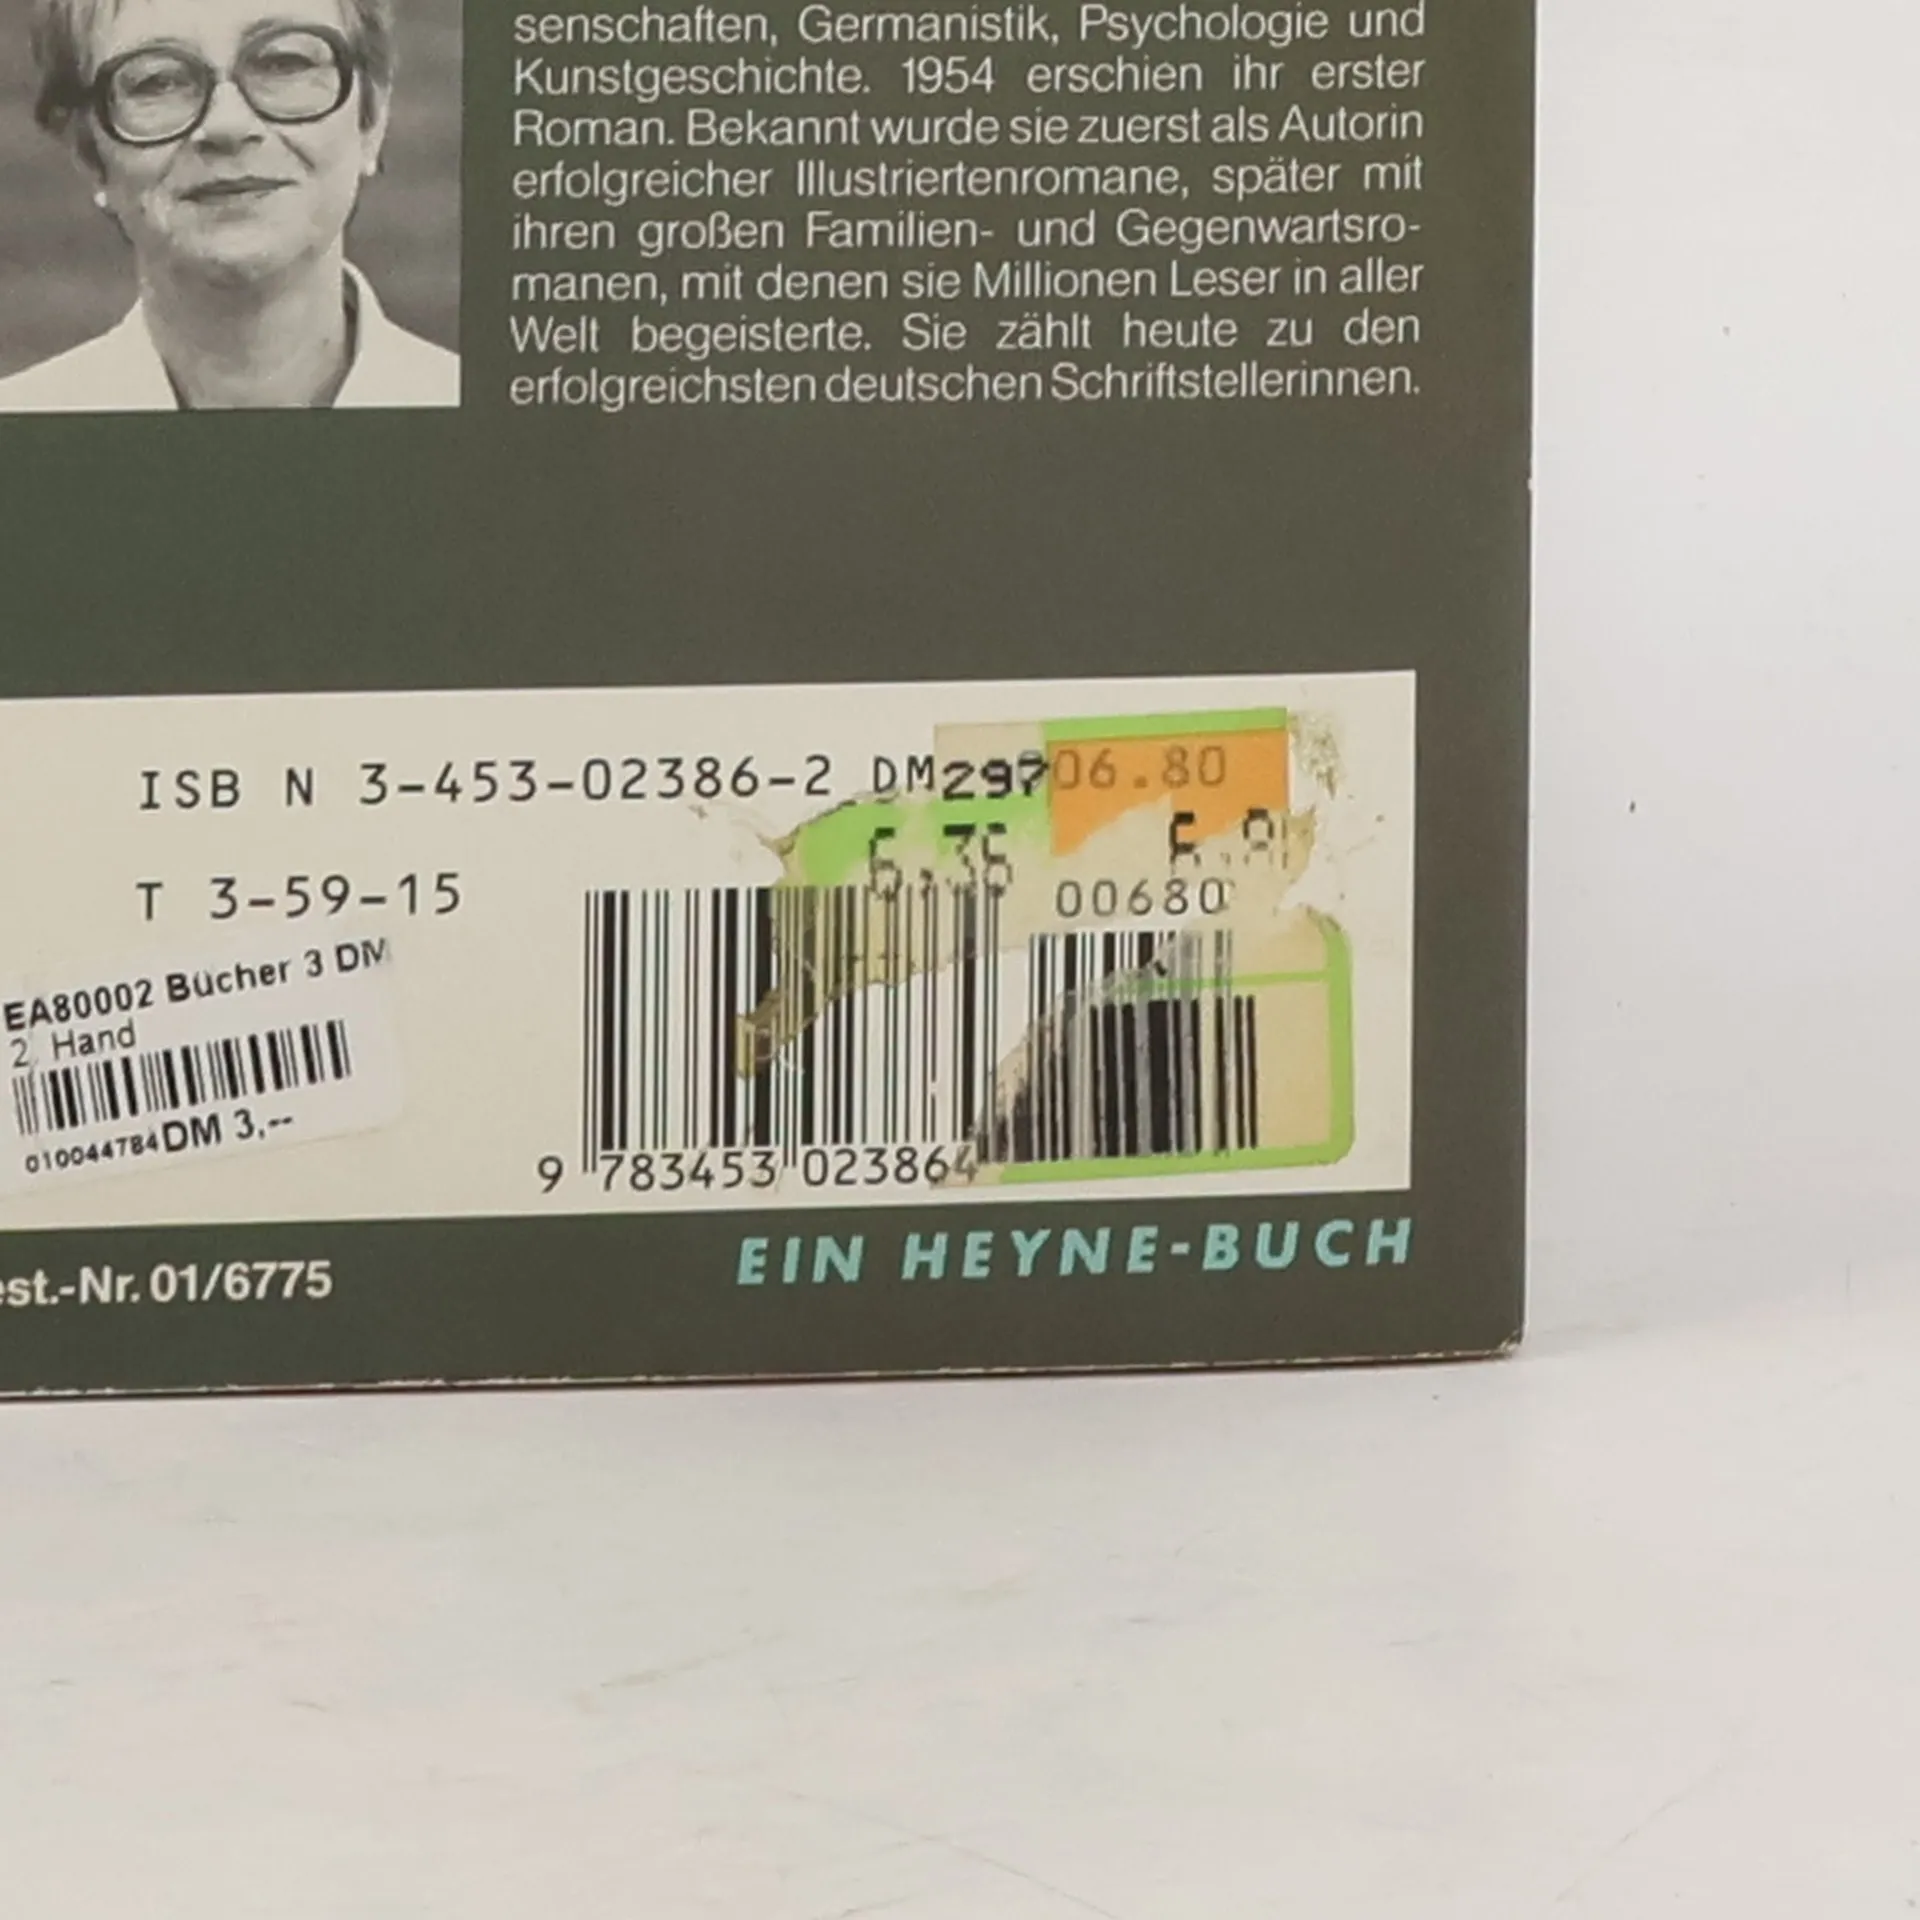 senschaften, Germanistik, Psychologie und
Kunstgeschichte. 1954 erschien ihr erster
Roman. Bekannt wurde sie zuerst als Autorin
erfolgreicher Illustriertenromane, später mit
ihren großen Familien- und Gegenwartsro-
manen, mit denen sie Millionen Leser in aller
Welt begeisterte. Sie zählt heute zu den
erfolgreichsten deutschen Schriftstellerinnen.
ISB N 3-453-02386-2 DM 297 06.80
00680
T 3-59-15
EA80002 Bücher 3 DM
2. Hand
010044784 DM 3,--
9 783453 023864
est.-Nr. 01/6775
EIN HEYNE-BUCH